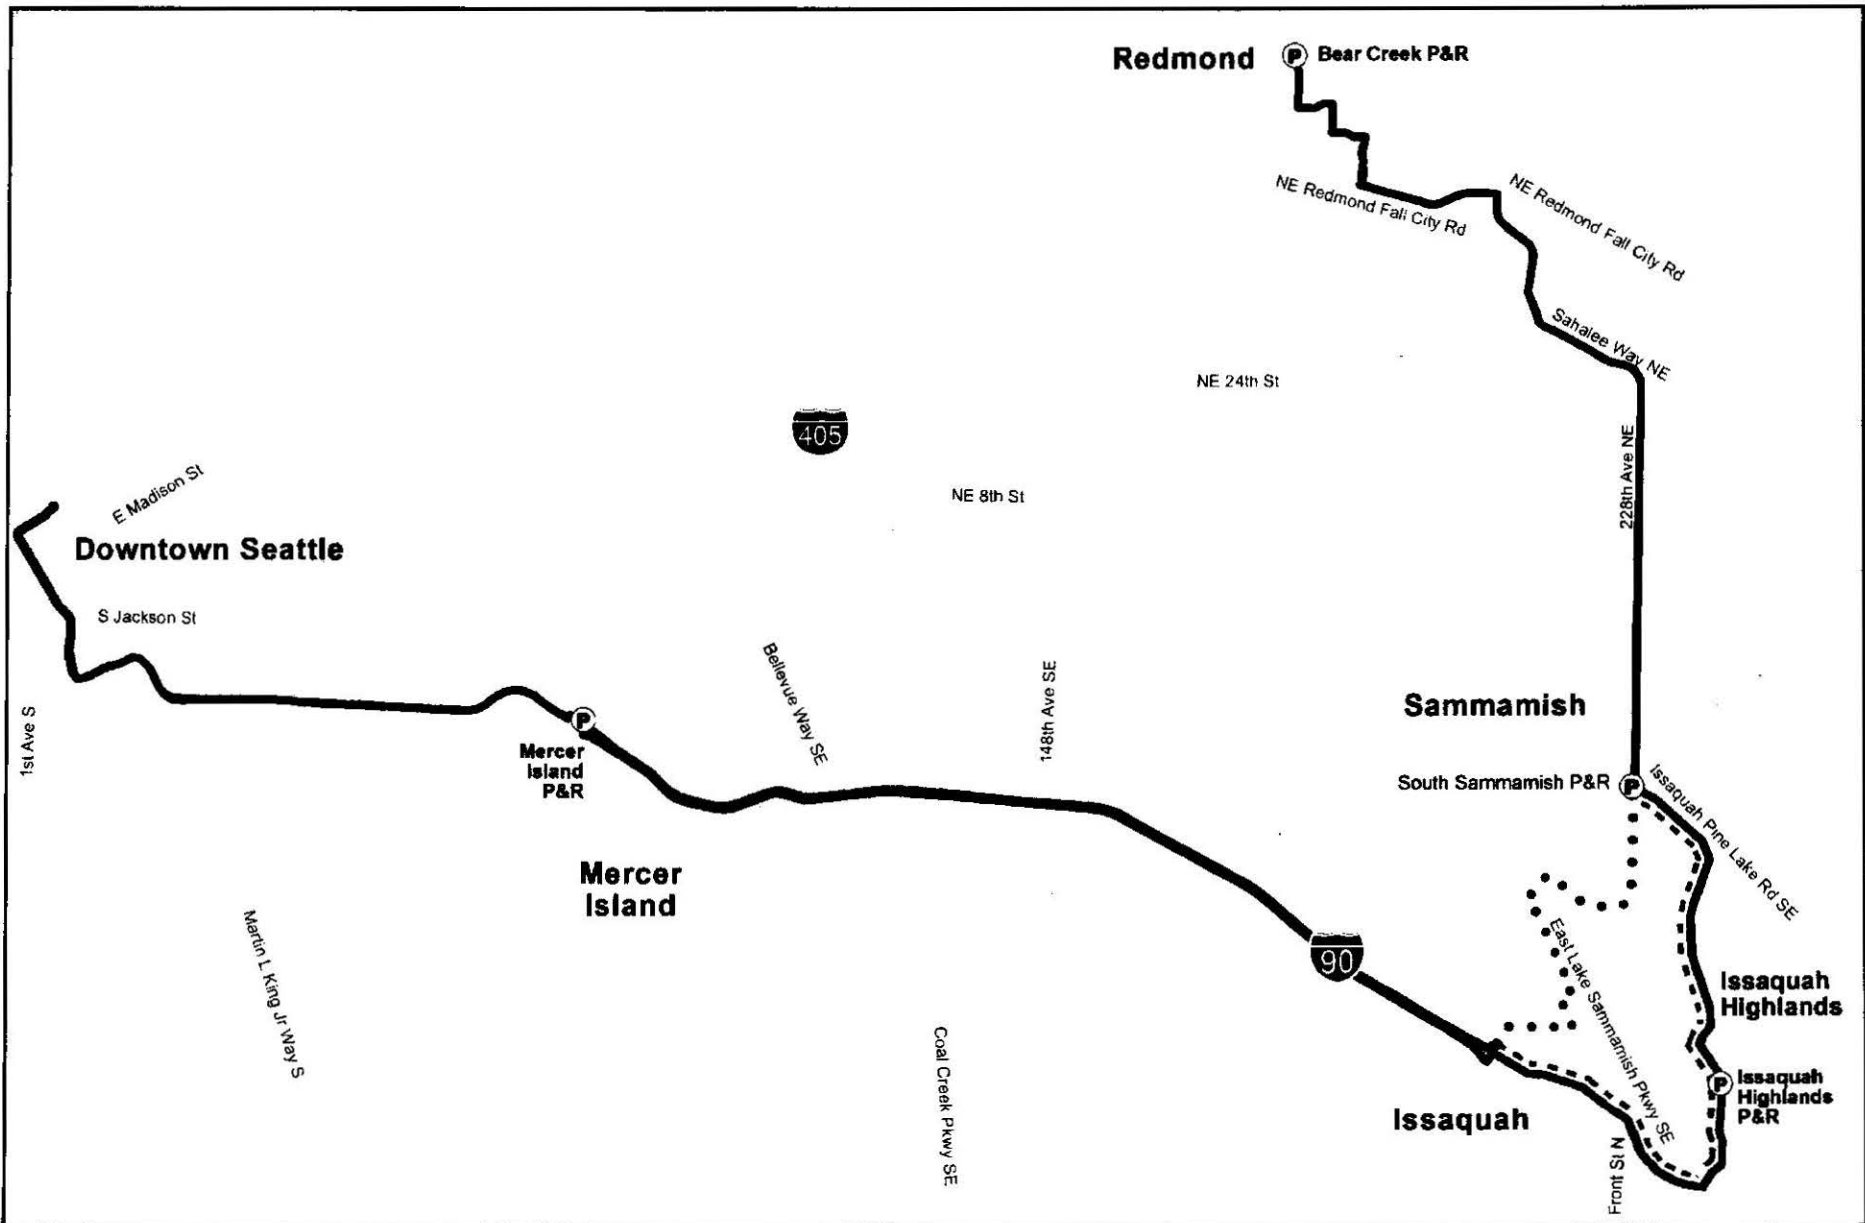 Redmond
P
Bear Creek P&R
NE Redmond Fall City Rd
NE Redmond Fall City Rd
Sahalee Way NE
NE 24th St
405
228th Ave NE
E Madison St
NE 8th St
Downtown Seattle
S Jackson St
Bellevue Way SE
148th Ave SE
1st Ave S
P
Mercer
Island
P&R
Sammamish
South Sammamish P&R
P
Issaquah Pine Lake Rd SE
Mercer
Island
Martin L King Jr Way S
90
East Lake Sammamish Pkwy SE
Issaquah
Highlands
Coal Creek Pkwy SE
P
Issaquah
Highlands
P&R
Issaquah
Front St N